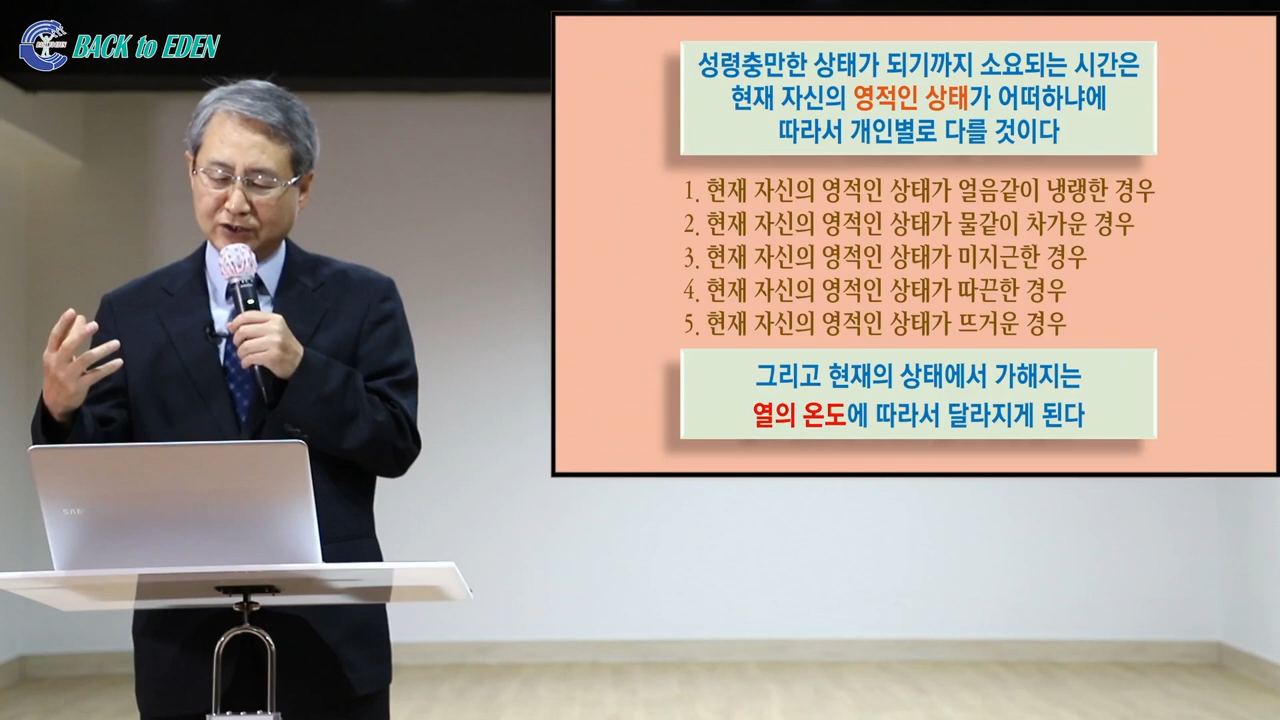 BACK to EDEN
성령충만한 상태가 되기까지 소요되는 시간은
현재 자신의 영적인 상태가 어떠하냐에
따라서 개인별로 다를 것이다
1. 현재 자신의 영적인 상태가 얼음같이 냉랭한 경우
2. 현재 자신의 영적인 상태가 물같이 차가운 경우
3. 현재 자신의 영적인 상태가 미지근한 경우
4. 현재 자신의 영적인 상태가 따끈한 경우
5. 현재 자신의 영적인 상태가 뜨거운 경우
그리고 현재의 상태에서 가해지는
열의 온도에 따라서 달라지게 된다